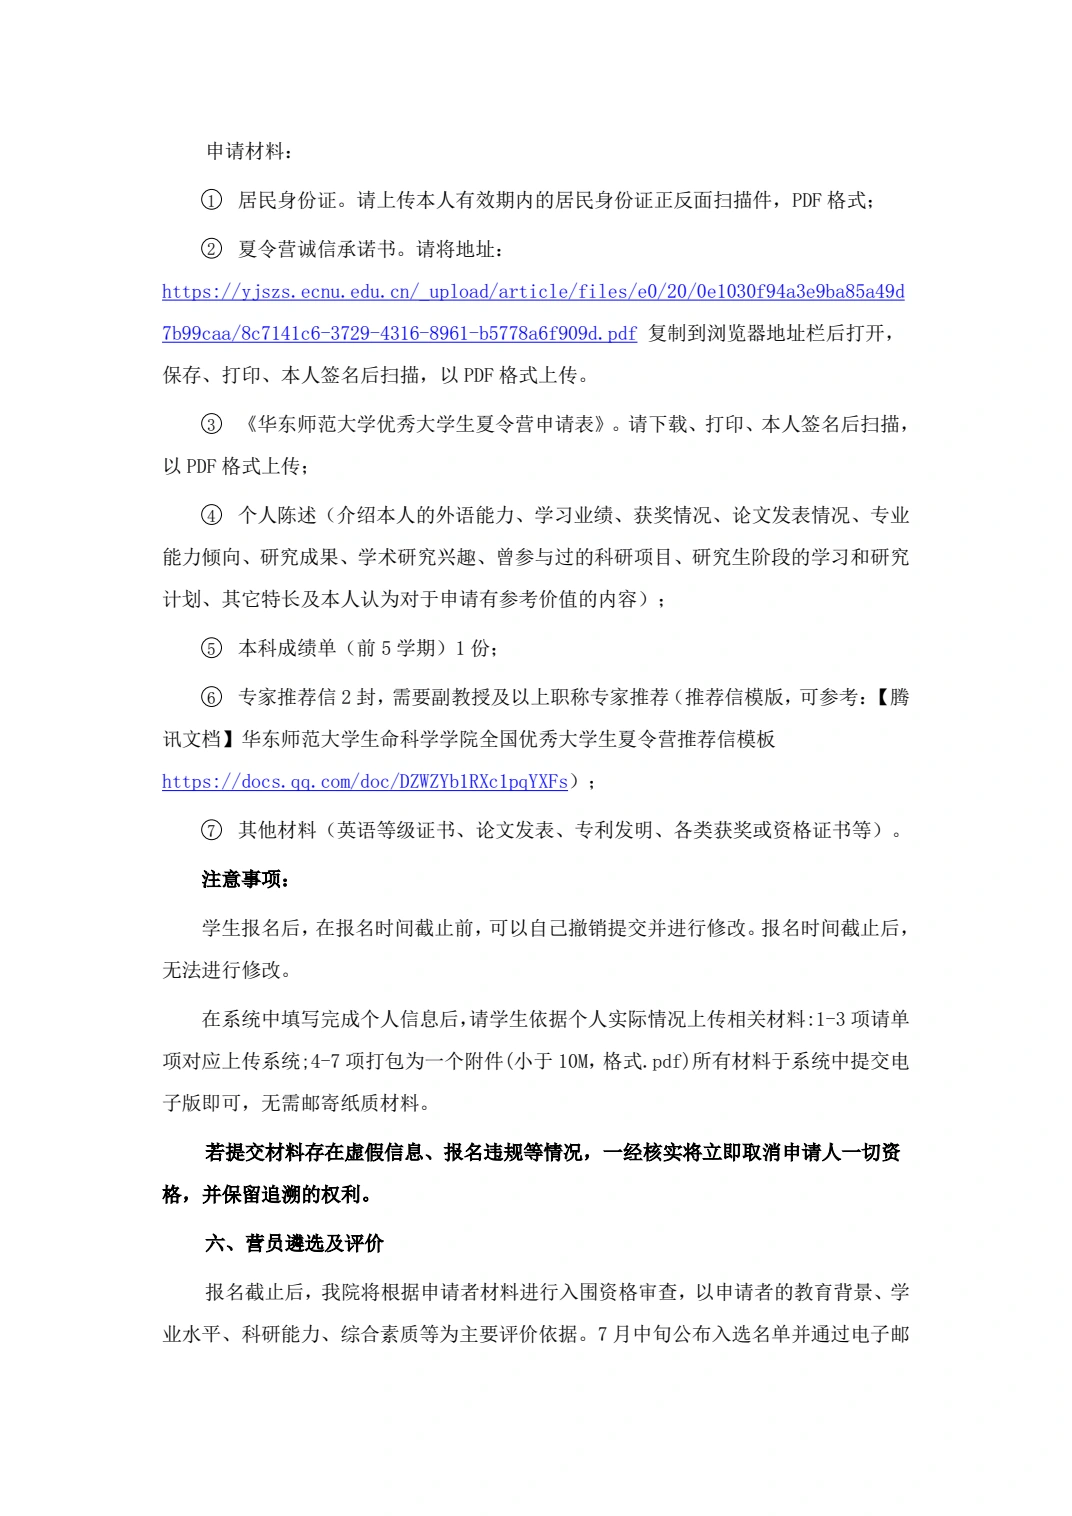 申请材料：
① 居民身份证。请上传本人有效期内的居民身份证正反面扫描件，PDF 格式；
② 夏令营诚信承诺书。请将地址：
https://yjszs.ecnu.edu.cn/_upload/article/files/e0/20/0e1030f94a3e9ba85a49d
7b99caa/8c7141c6-3729-4316-8961-b5778a6f909d.pdf 复制到浏览器地址栏后打开，
保存、打印、本人签名后扫描，以 PDF 格式上传。
③ 《华东师范大学优秀大学生夏令营申请表》。请下载、打印、本人签名后扫描，
以 PDF 格式上传；
④ 个人陈述（介绍本人的外语能力、学习业绩、获奖情况、论文发表情况、专业
能力倾向、研究成果、学术研究兴趣、曾参与过的科研项目、研究生阶段的学习和研究
计划、其它特长及本人认为对于申请有参考价值的内容）；
⑤ 本科成绩单（前 5 学期）1 份；
⑥ 专家推荐信 2 封，需要副教授及以上职称专家推荐（推荐信模版，可参考：【腾
讯文档】华东师范大学生命科学学院全国优秀大学生夏令营推荐信模板
https://docs.qq.com/doc/DZWZYb1RXc1pqYXFs）；
⑦ 其他材料（英语等级证书、论文发表、专利发明、各类获奖或资格证书等）。
注意事项：
学生报名后，在报名时间截止前，可以自己撤销提交并进行修改。报名时间截止后，
无法进行修改。
在系统中填写完成个人信息后,请学生依据个人实际情况上传相关材料:1-3 项请单
项对应上传系统;4-7 项打包为一个附件(小于 10M，格式.pdf)所有材料于系统中提交电
子版即可，无需邮寄纸质材料。
若提交材料存在虚假信息、报名违规等情况，一经核实将立即取消申请人一切资
格，并保留追溯的权利。
六、营员遴选及评价
报名截止后，我院将根据申请者材料进行入围资格审查，以申请者的教育背景、学
业水平、科研能力、综合素质等为主要评价依据。7 月中旬公布入选名单并通过电子邮